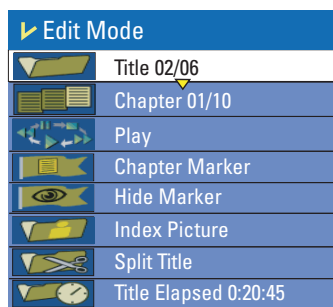 Edit Mode
Title 02/06
Chapter 01/10
Play
Chapter Marker
Hide Marker
Index Picture
Split Title
Title Elapsed 0:20:45